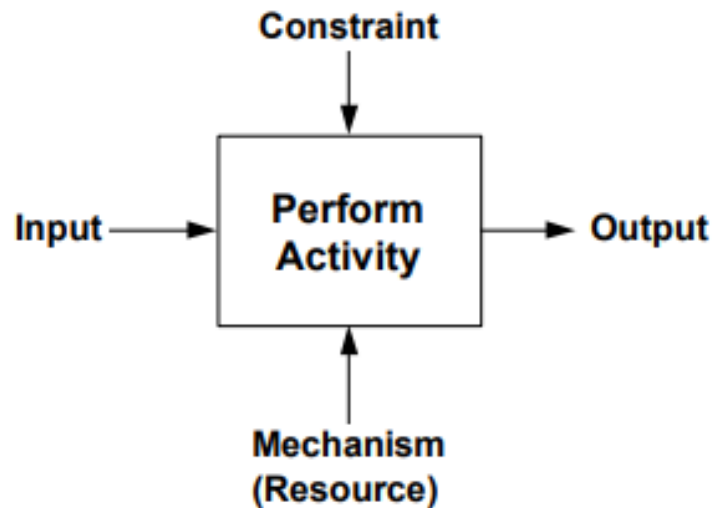 Constraint
Input
Perform
Activity
Output
Mechanism
(Resource)